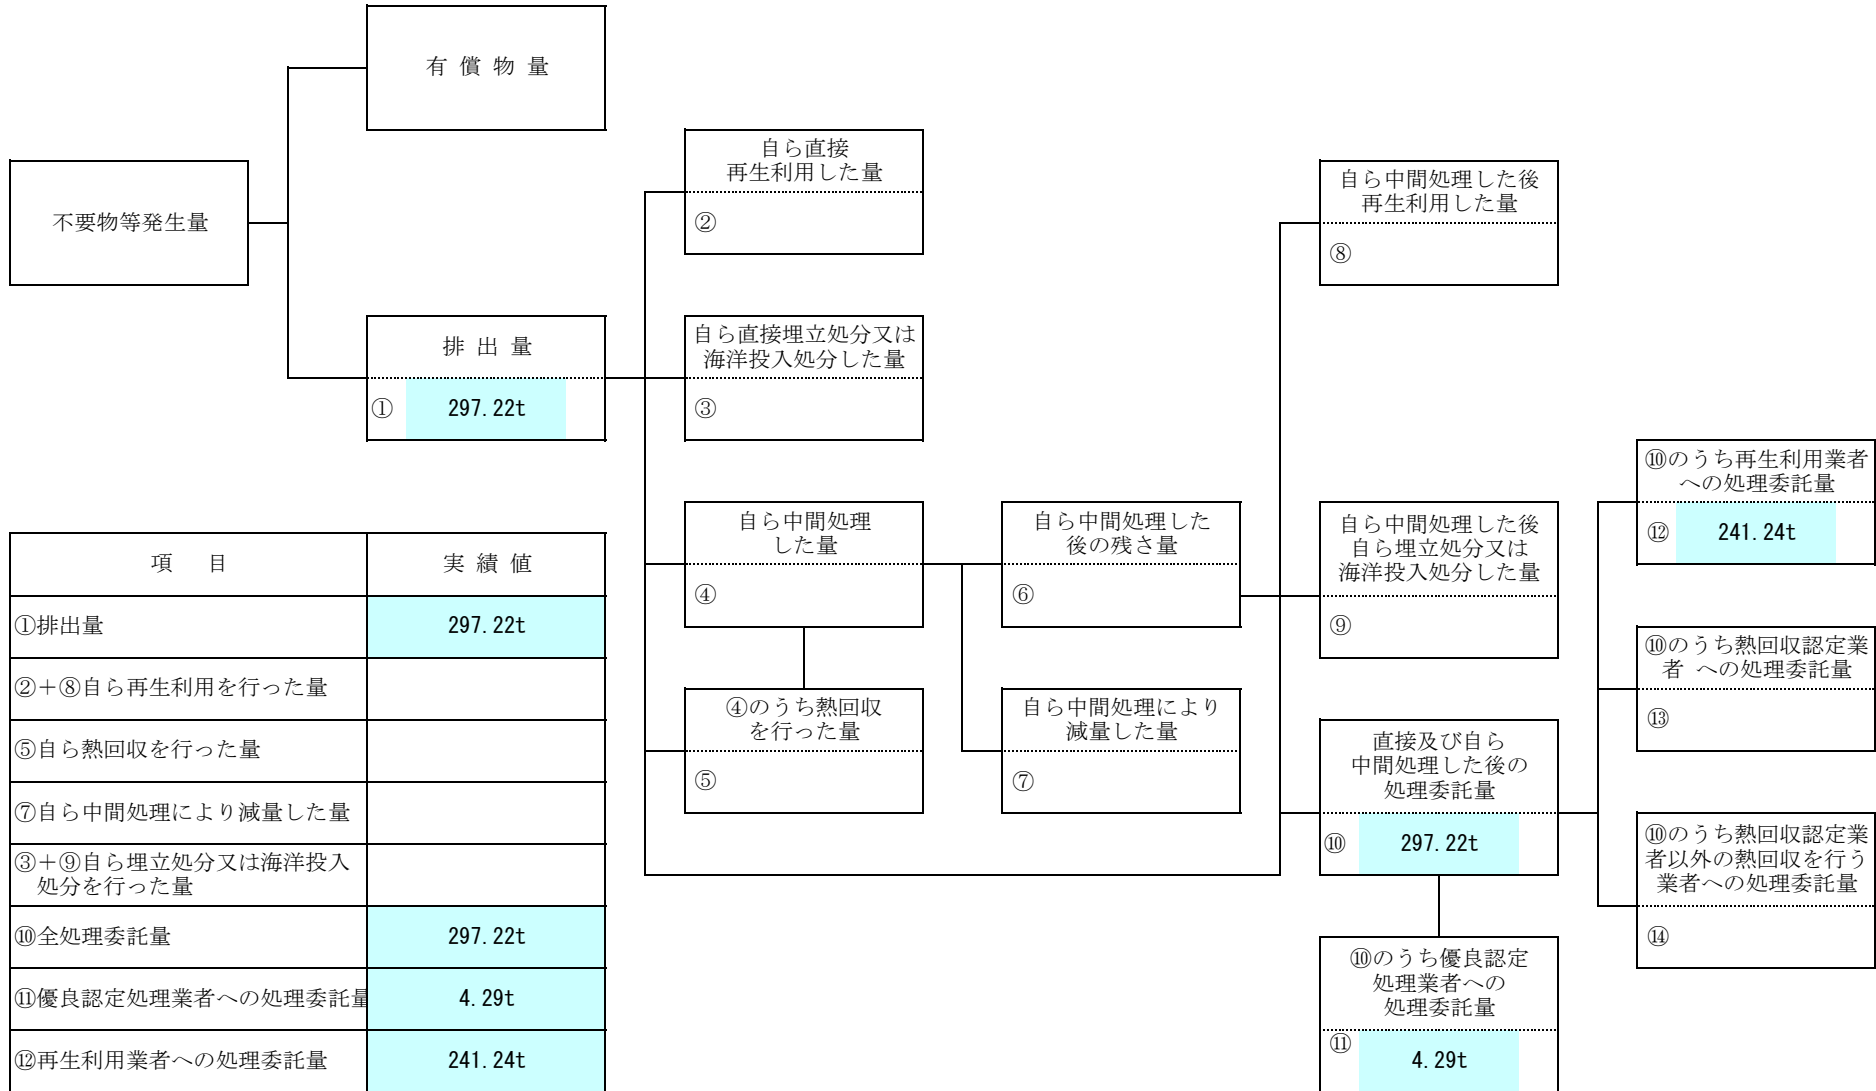 有 償 物 量
不要物等発生量
排 出 量
① 297.22t
自ら直接
再生利用した量
②
自ら直接埋立処分又は
海洋投入処分した量
③
自ら中間処理
した量
④
④のうち熱回収
を行った量
⑤
自ら中間処理した
後の残さ量
⑥
自ら中間処理により
減量した量
⑦
自ら中間処理した後
再生利用した量
⑧
自ら中間処理した後
自ら埋立処分又は
海洋投入処分した量
⑨
直接及び自ら
中間処理した後の
処理委託量
⑩ 297.22t
⑩のうち優良認定
処理業者への
処理委託量
⑪ 4.29t
⑩のうち再生利用業者
への処理委託量
⑫ 241.24t
⑩のうち熱回収認定業
者 への処理委託量
⑬
⑩のうち熱回収認定業
者以外の熱回収を行う
業者への処理委託量
⑭
項 目 実 績 値
①排出量 297.22t
②+⑧自ら再生利用を行った量
⑤自ら熱回収を行った量
⑦自ら中間処理により減量した量
③+⑨自ら埋立処分又は海洋投入
処分を行った量
⑩全処理委託量 297.22t
⑪優良認定処理業者への処理委託量 4.29t
⑫再生利用業者への処理委託量 241.24t